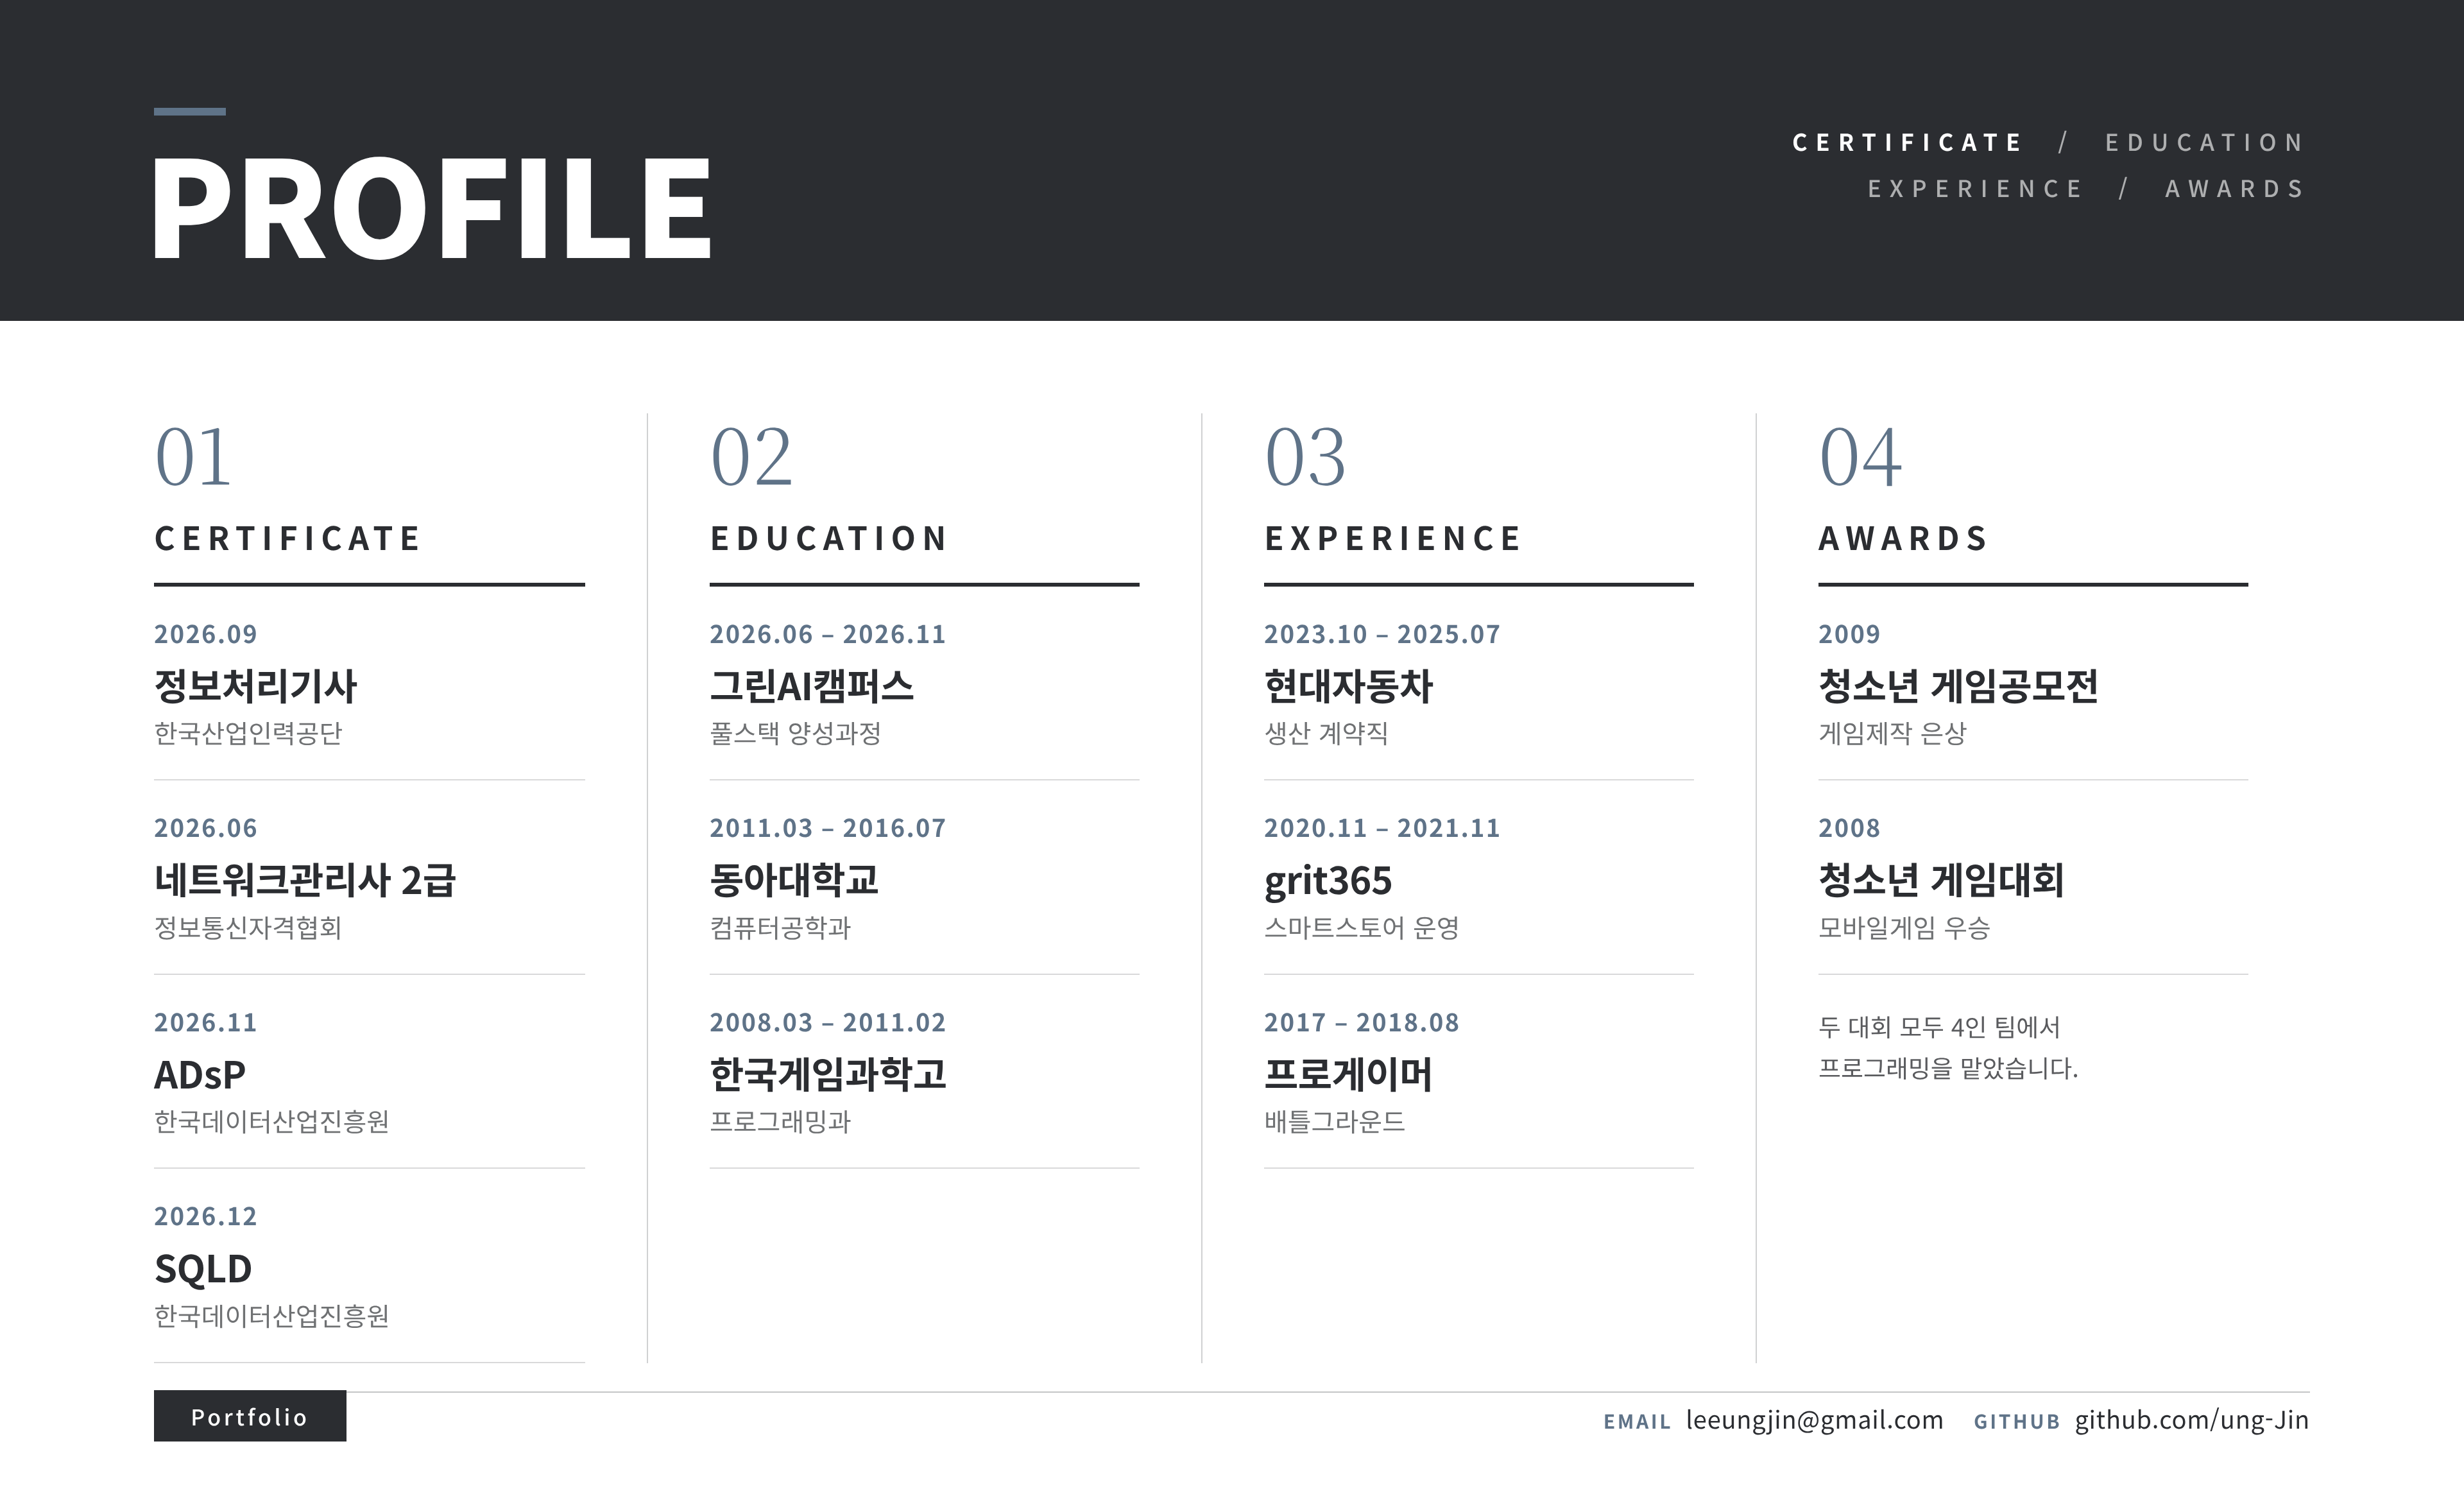 PROFILE
CERTIFICATE / EDUCATION
EXPERIENCE / AWARDS
01
CERTIFICATE
2026.09
정보처리기사
한국산업인력공단
2026.06
네트워크관리사 2급
정보통신자격협회
2026.11
ADsP
한국데이터산업진흥원
2026.12
SQLD
한국데이터산업진흥원
02
EDUCATION
2026.06 – 2026.11
그린AI캠퍼스
풀스택 양성과정
2011.03 – 2016.07
동아대학교
컴퓨터공학과
2008.03 – 2011.02
한국게임과학고
프로그래밍과
03
EXPERIENCE
2023.10 – 2025.07
현대자동차
생산 계약직
2020.11 – 2021.11
grit365
스마트스토어 운영
2017 – 2018.08
프로게이머
배틀그라운드
04
AWARDS
2009
청소년 게임공모전
게임제작 은상
2008
청소년 게임대회
모바일게임 우승
두 대회 모두 4인 팀에서
프로그래밍을 맡았습니다.
Portfolio
EMAIL leeungjin@gmail.com GITHUB github.com/ung-Jin